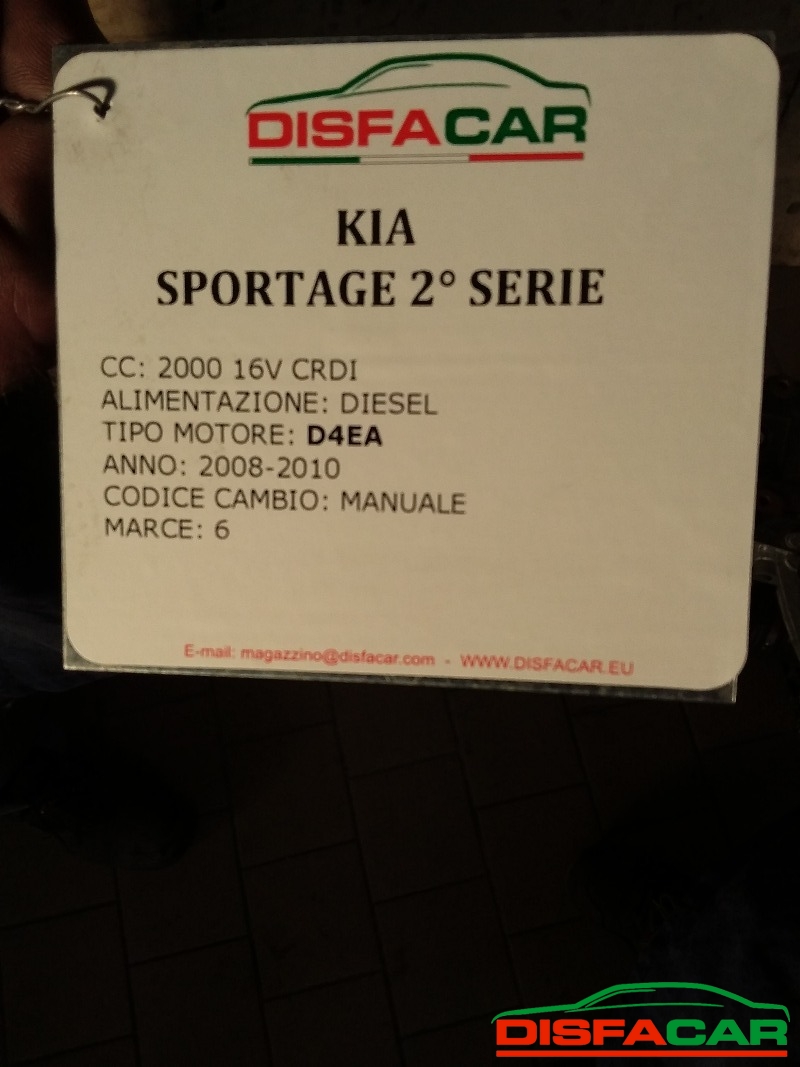 DISFACAR
KIA
SPORTAGE 2° SERIE
CC: 2000 16V CRDI
ALIMENTAZIONE: DIESEL
TIPO MOTORE: D4EA
ANNO: 2008-2010
CODICE CAMBIO: MANUALE
MARCE: 6
E-mail: magazzino@disfacar.com - WWW.DISFACAR.EU
DISFACAR